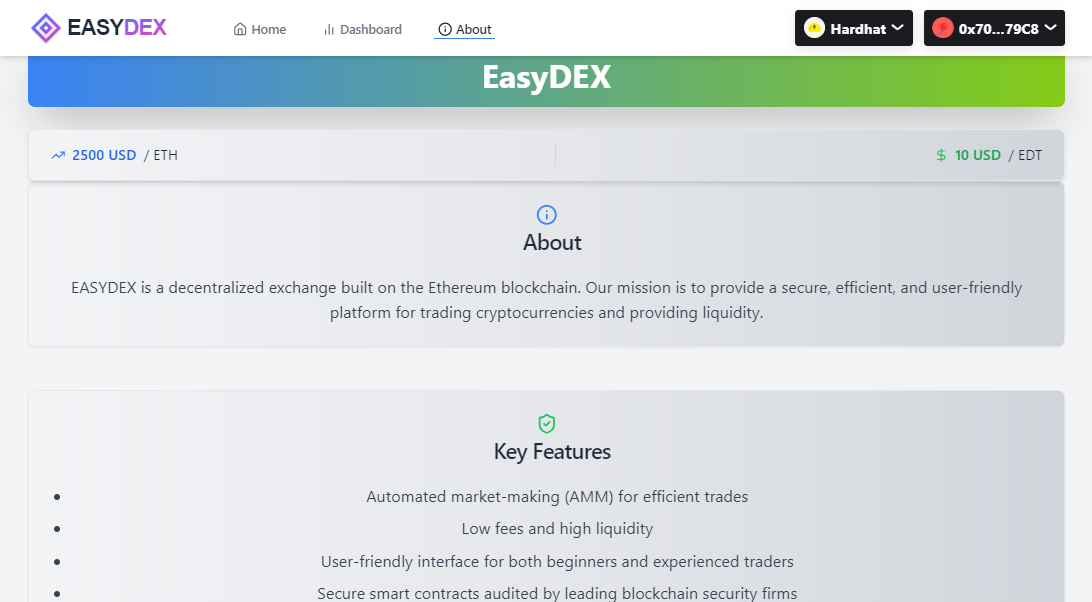 EASYDEX
Home
Dashboard
About
Hardhat
0x70...79C8
EasyDEX
2500 USD / ETH
$ 10 USD / EDT
About
EASYDEX is a decentralized exchange built on the Ethereum blockchain. Our mission is to provide a secure, efficient, and user-friendly
platform for trading cryptocurrencies and providing liquidity.
Key Features
• Automated market-making (AMM) for efficient trades
• Low fees and high liquidity
• User-friendly interface for both beginners and experienced traders
• Secure smart contracts audited by leading blockchain security firms